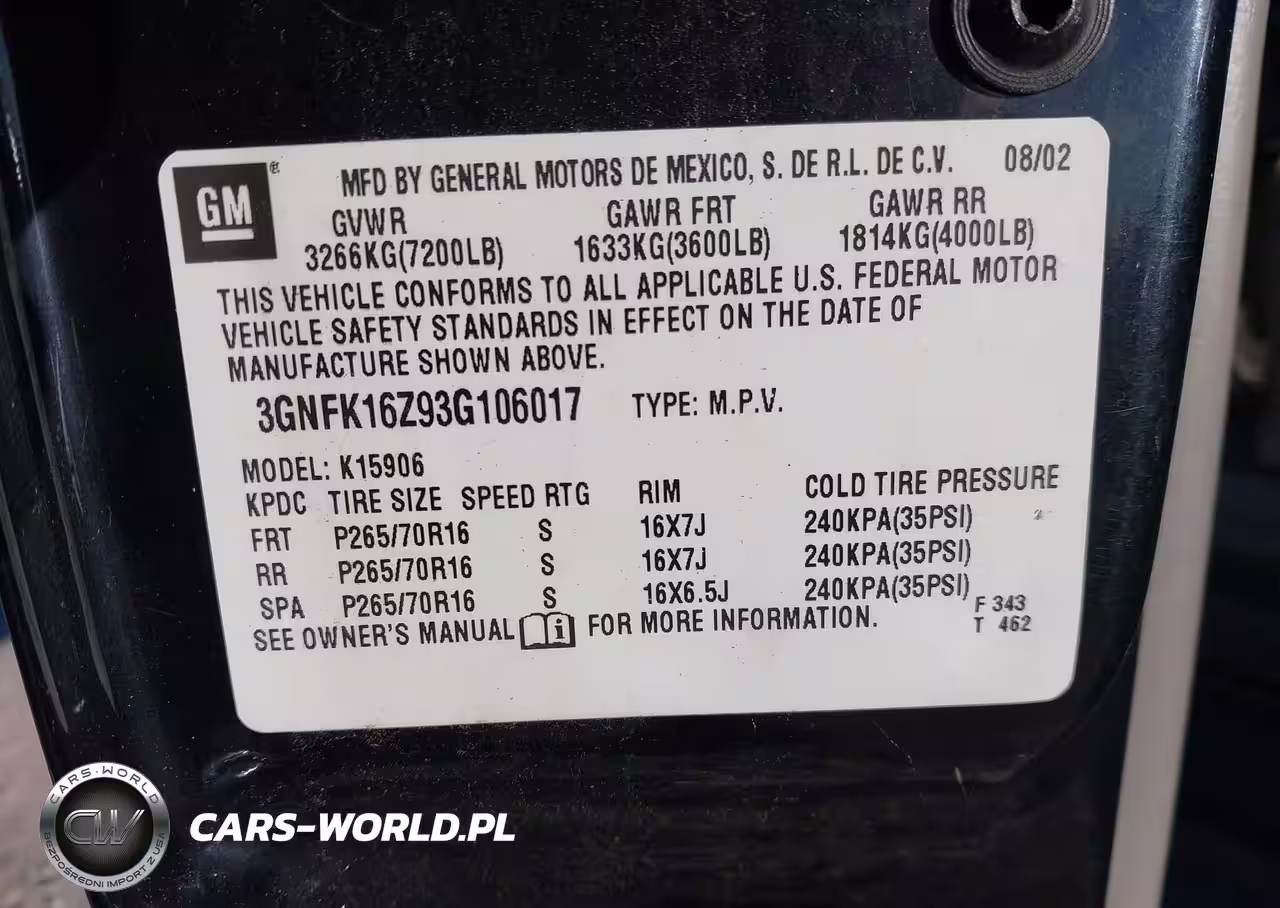 GM ®
MFD BY GENERAL MOTORS DE MEXICO, S. DE R.L. DE C.V. 08/02
GVWR GAWR FRT GAWR RR
3266KG(7200LB) 1633KG(3600LB) 1814KG(4000LB)
THIS VEHICLE CONFORMS TO ALL APPLICABLE U.S. FEDERAL MOTOR
VEHICLE SAFETY STANDARDS IN EFFECT ON THE DATE OF
MANUFACTURE SHOWN ABOVE.
3GNFK16Z93G106017 TYPE: M.P.V.
MODEL: K15906
KPDC TIRE SIZE SPEED RTG RIM COLD TIRE PRESSURE
FRT P265/70R16 S 16X7J 240KPA(35PSI)
RR P265/70R16 S 16X7J 240KPA(35PSI)
SPA P265/70R16 S 16X6.5J 240KPA(35PSI)
F 343
SEE OWNER'S MANUAL i FOR MORE INFORMATION. T 462
CARS-WORLD
CW
BEZPOŚREDNI IMPORT Z USA
CARS-WORLD.PL